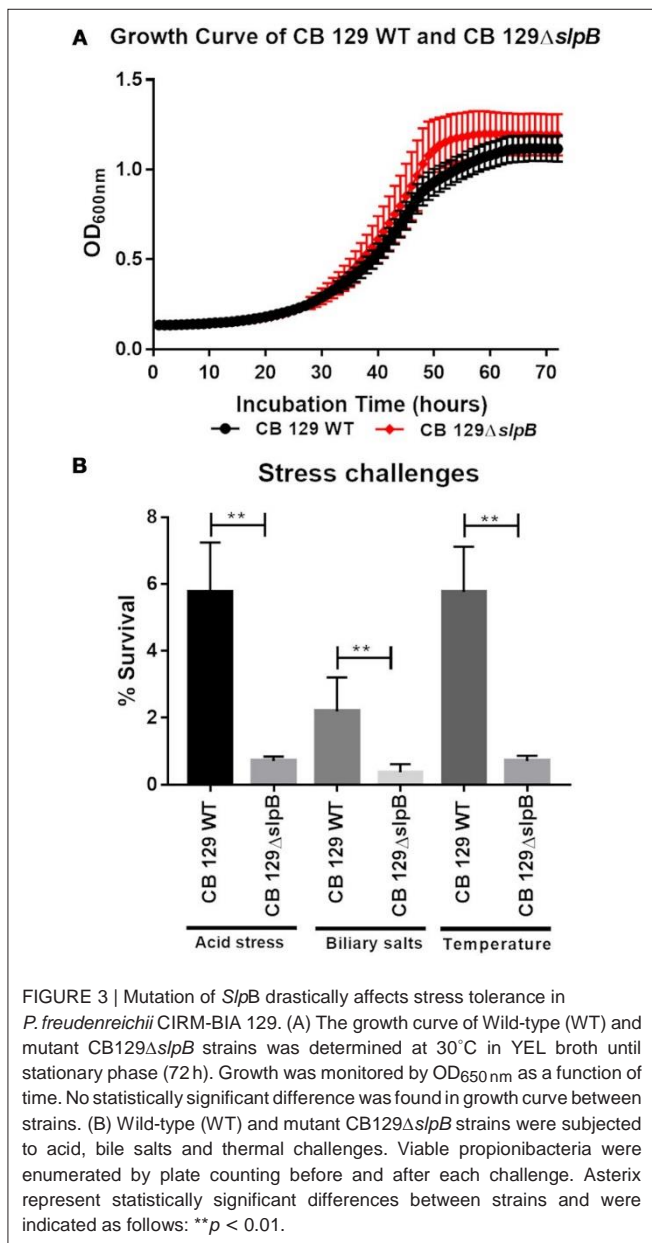 A Growth Curve of CB 129 WT and CB 129ΔslpB
1.5
1.0
0.5
0.0
OD600nm
0 10 20 30 40 50 60 70
Incubation Time (hours)
CB 129 WT CB 129ΔslpB
B Stress challenges
8
6
4
2
0
% Survival
** ** **
CB 129 WT
CB 129ΔslpB
CB 129 WT
CB 129ΔslpB
CB 129 WT
CB 129ΔslpB
Acid stress Biliary salts Temperature
FIGURE 3 | Mutation of SlpB drastically affects stress tolerance in
P. freudenreichii CIRM-BIA 129. (A) The growth curve of Wild-type (WT) and
mutant CB129ΔslpB strains was determined at 30°C in YEL broth until
stationary phase (72 h). Growth was monitored by OD650 nm as a function of
time. No statistically significant difference was found in growth curve between
strains. (B) Wild-type (WT) and mutant CB129ΔslpB strains were subjected
to acid, bile salts and thermal challenges. Viable propionibacteria were
enumerated by plate counting before and after each challenge. Asterix
represent statistically significant differences between strains and were
indicated as follows: **p < 0.01.